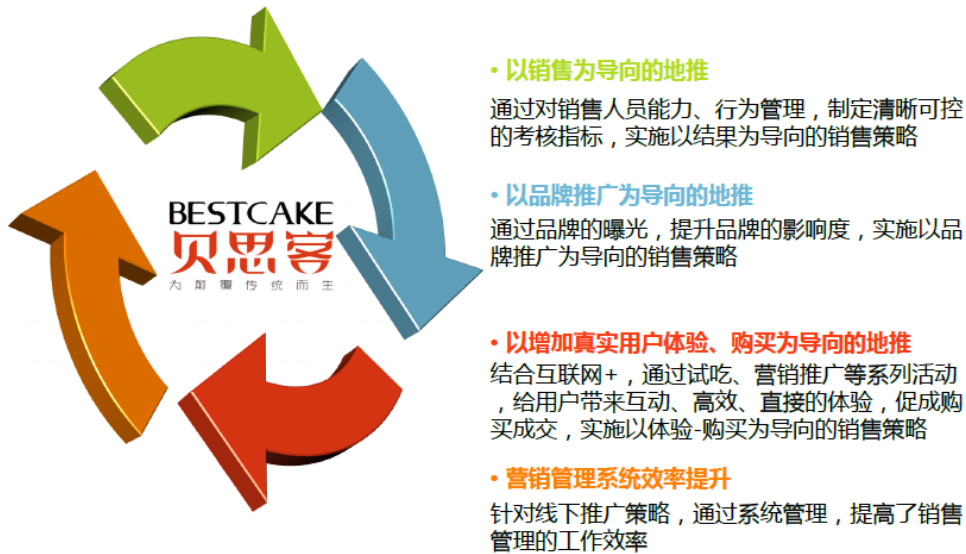 BESTCAKE
贝思客
为颠覆传统而生
• 以销售为导向的地推
通过对销售人员能力、行为管理，制定清晰可控
的考核指标，实施以结果为导向的销售策略
• 以品牌推广为导向的地推
通过品牌的曝光，提升品牌的影响度，实施以品
牌推广为导向的销售策略
• 以增加真实用户体验、购买为导向的地推
结合互联网+，通过试吃、营销推广等系列活动
，给用户带来互动、高效、直接的体验，促成购
买成交，实施以体验-购买为导向的销售策略
• 营销管理系统效率提升
针对线下推广策略，通过系统管理，提高了销售
管理的工作效率